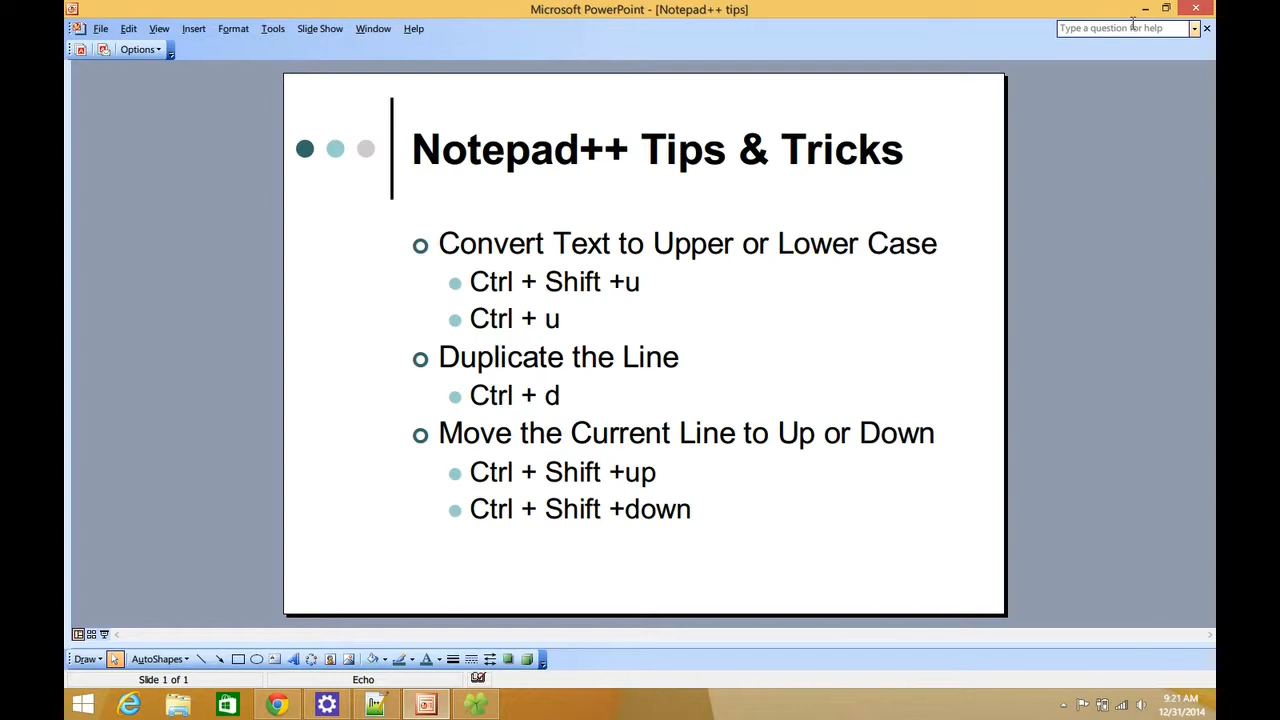 Microsoft PowerPoint - [Notepad++ tips]
File Edit View Insert Format Tools Slide Show Window Help
Type a question for help
Options
Notepad++ Tips & Tricks
Convert Text to Upper or Lower Case
Ctrl + Shift +u
Ctrl + u
Duplicate the Line
Ctrl + d
Move the Current Line to Up or Down
Ctrl + Shift +up
Ctrl + Shift +down
Draw AutoShapes
Slide 1 of 1 Echo
9:21 AM
12/31/2014